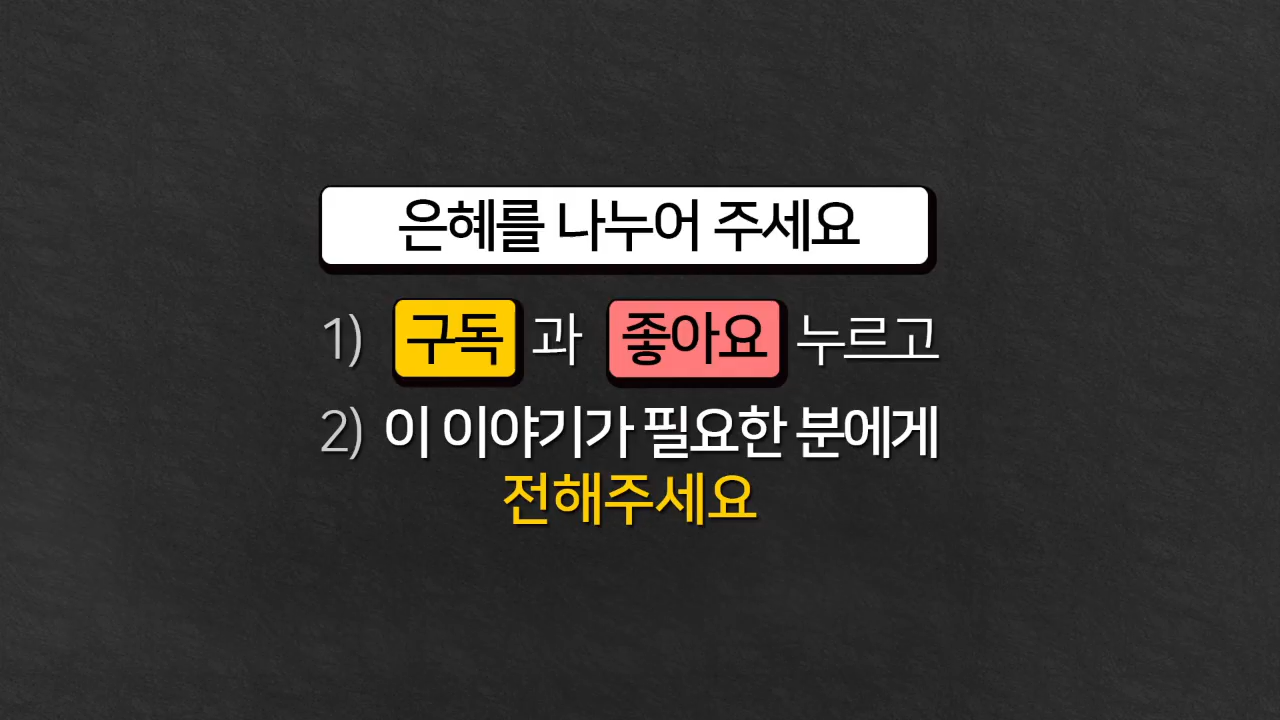 은혜를 나누어 주세요
1) 구독 과 좋아요 누르고
2) 이 이야기가 필요한 분에게
전해주세요